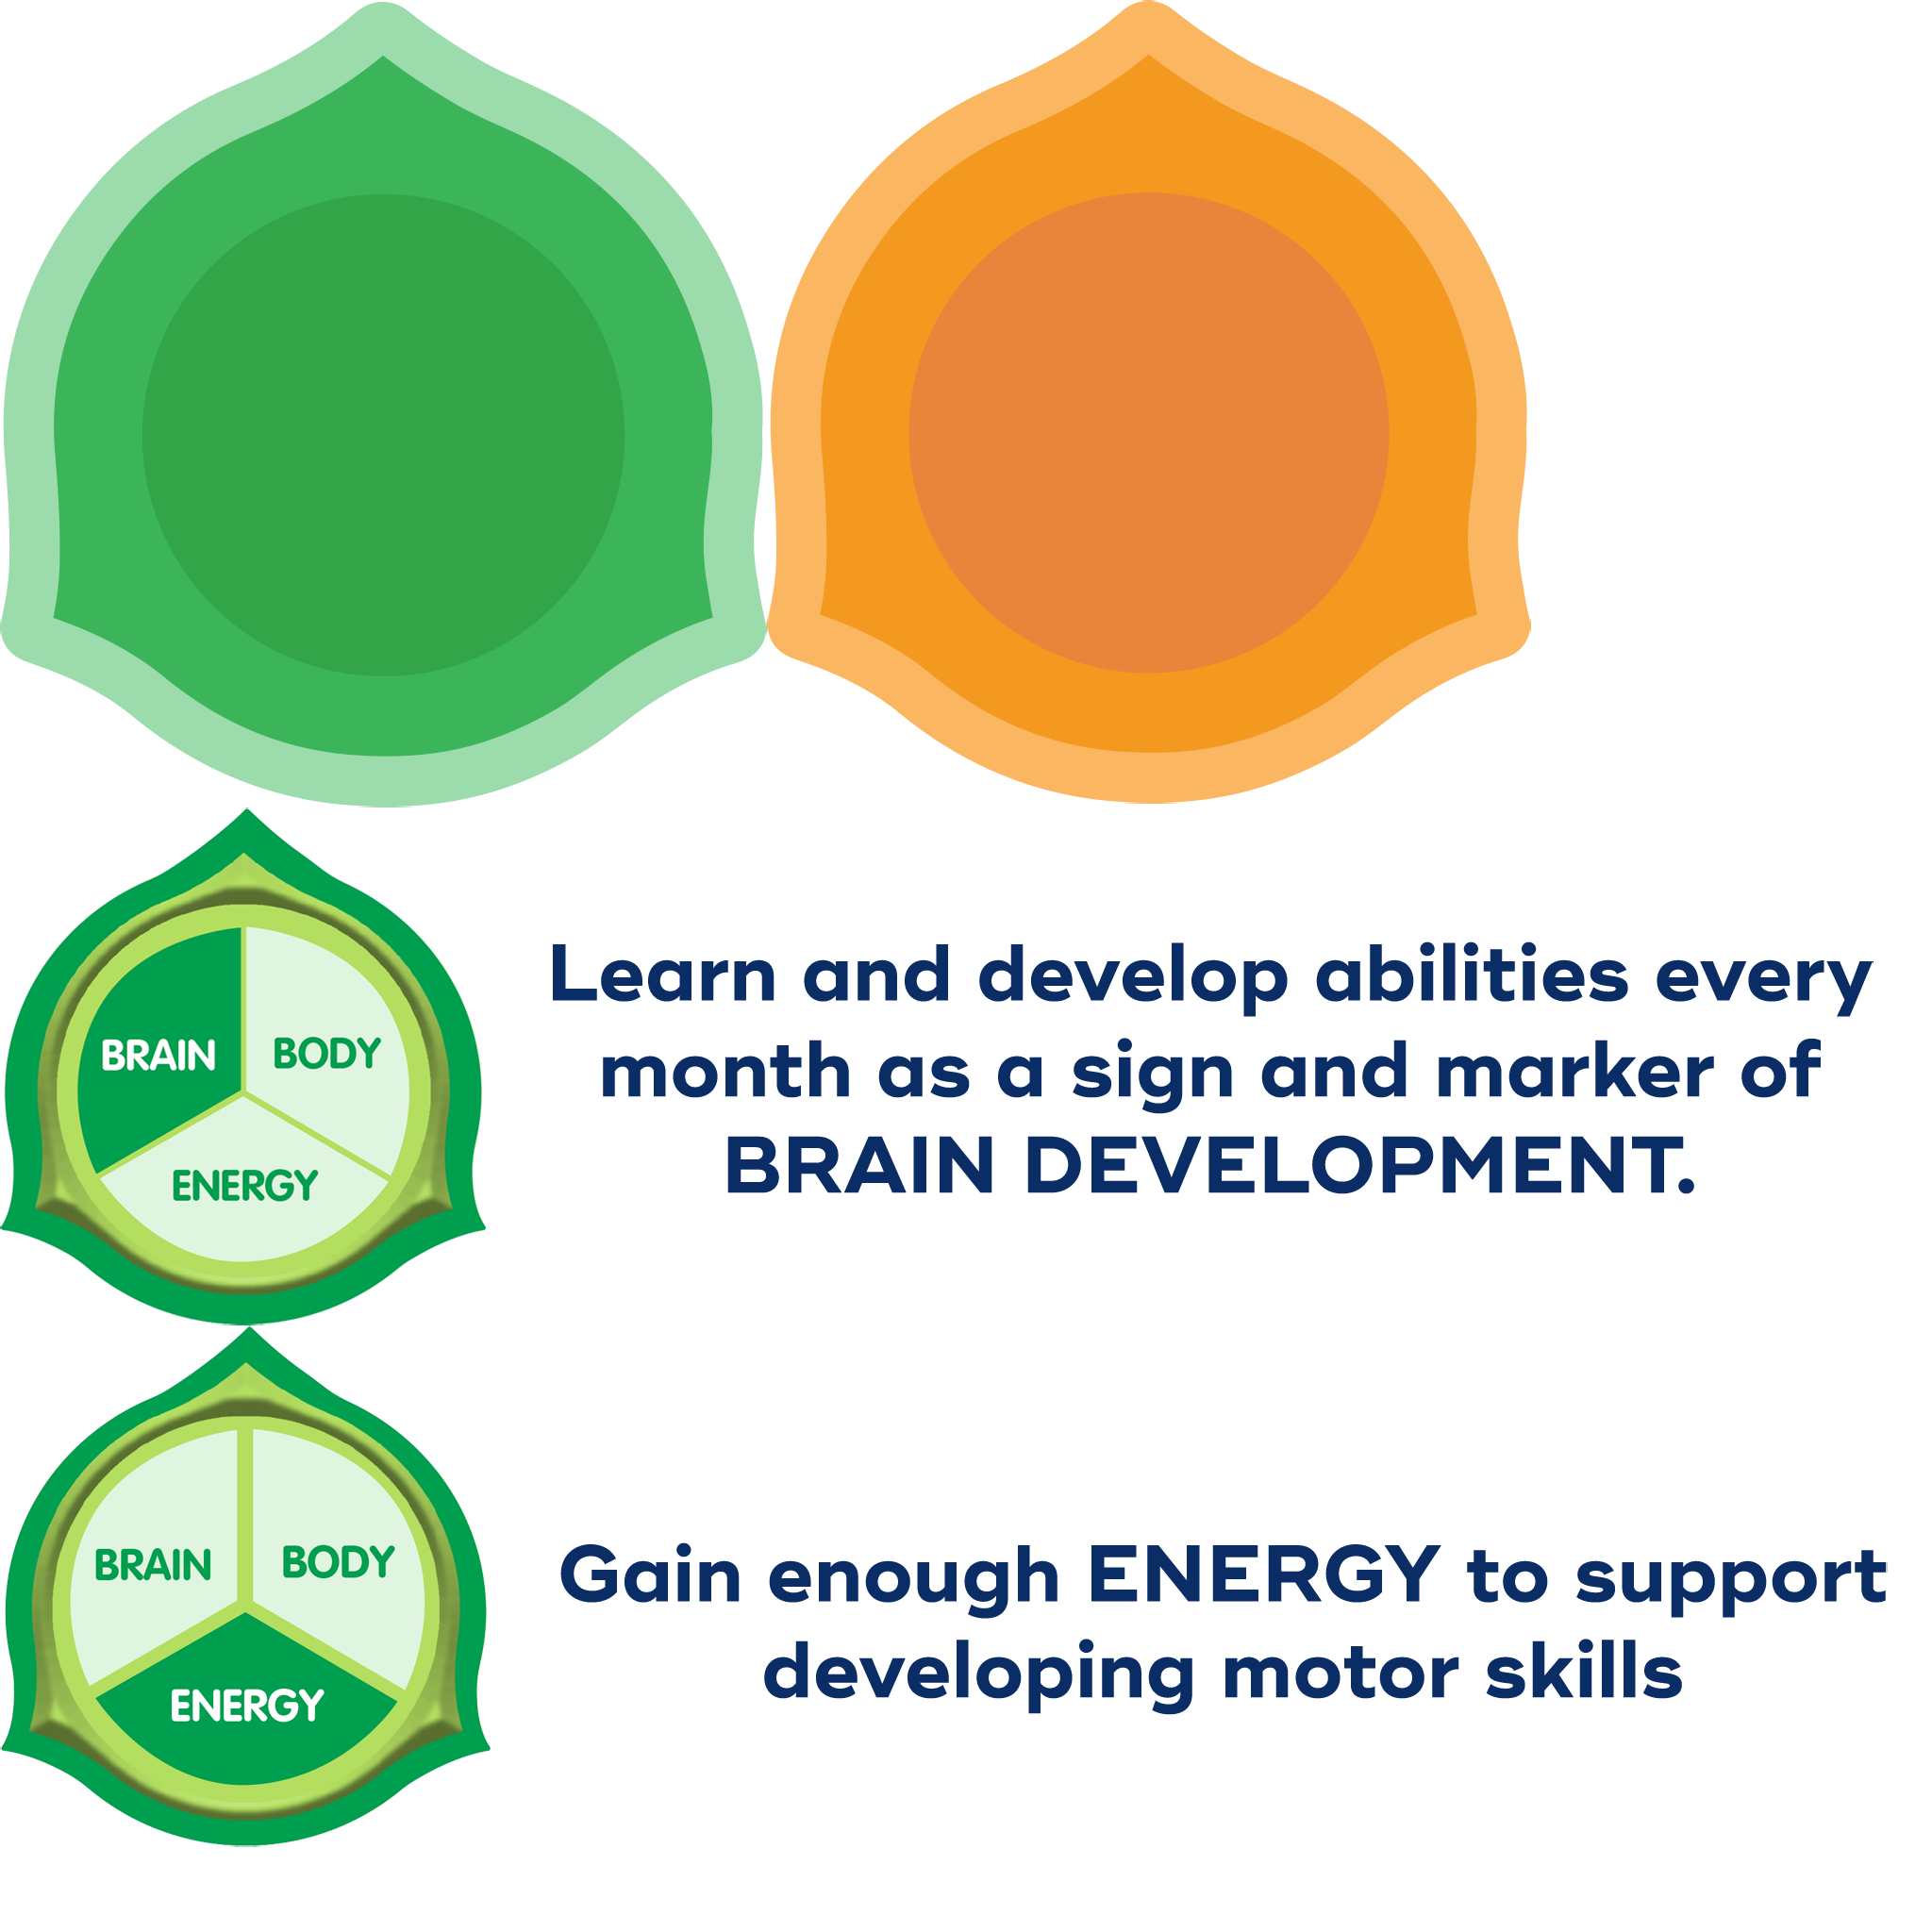 BRAIN BODY
ENERGY
Learn and develop abilities every
month as a sign and marker of
BRAIN DEVELOPMENT.
BRAIN BODY
ENERGY
Gain enough ENERGY to support
developing motor skills